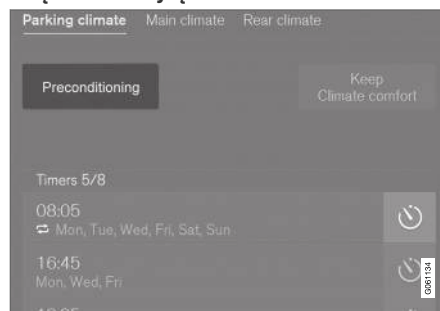 Parking climate Main climate Rear climate
Preconditioning
Keep
Climate comfort
Timers 5/8
08:05
Mon, Tue, Wed, Fri, Sat, Sun
16:45
Mon, Wed, Fri
G061134